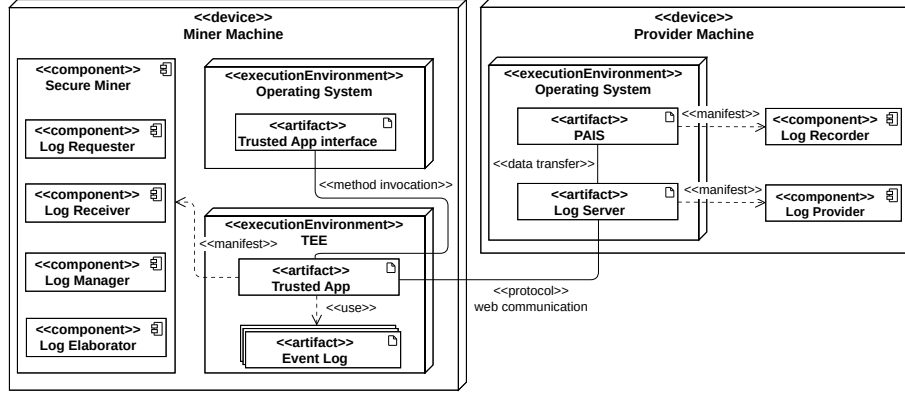 <<device>>
Miner Machine
<<component>>
Secure Miner
<<component>>
Log Requester
<<component>>
Log Receiver
<<component>>
Log Manager
<<component>>
Log Elaborator
<<executionEnvironment>>
Operating System
<<artifact>>
Trusted App interface
<<method invocation>>
<<executionEnvironment>>
TEE
<<manifest>>
<<artifact>>
Trusted App
<<use>>
<<artifact>>
Event Log
<<protocol>>
web communication
<<device>>
Provider Machine
<<executionEnvironment>>
Operating System
<<artifact>>
PAIS
<<manifest>>
<<component>>
Log Recorder
<<data transfer>>
<<artifact>>
Log Server
<<manifest>>
<<component>>
Log Provider